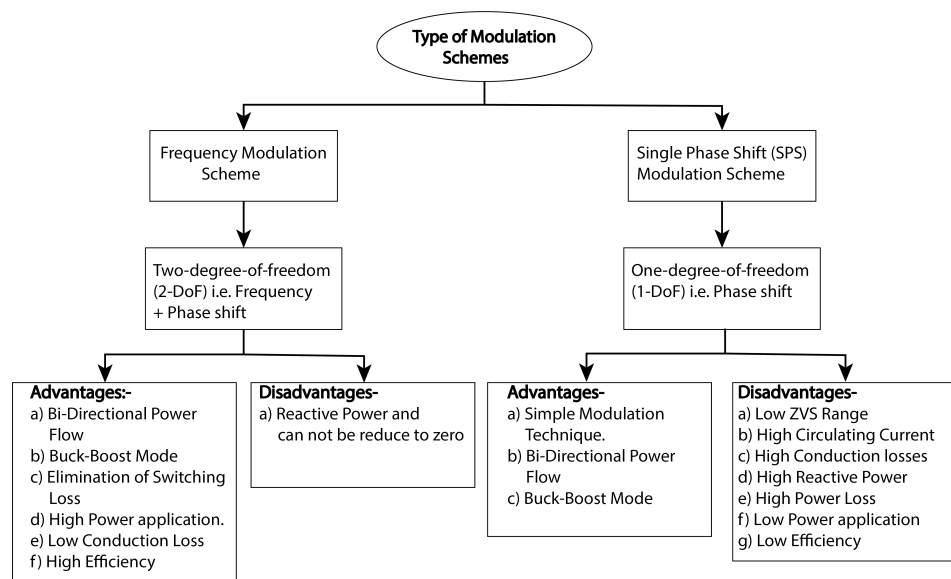 Type of Modulation
Schemes
Frequency Modulation
Scheme
Single Phase Shift (SPS)
Modulation Scheme
Two-degree-of-freedom
(2-DoF) i.e. Frequency
+ Phase shift
One-degree-of-freedom
(1-DoF) i.e. Phase shift
Advantages:-
a) Bi-Directional Power
Flow
b) Buck-Boost Mode
c) Elimination of Switching
Loss
d) High Power application.
e) Low Conduction Loss
f) High Efficiency
Disadvantages-
a) Reactive Power and
can not be reduce to zero
Advantages-
a) Simple Modulation
Technique.
b) Bi-Directional Power
Flow
c) Buck-Boost Mode
Disadvantages-
a) Low ZVS Range
b) High Circulating Current
c) High Conduction losses
d) High Reactive Power
e) High Power Loss
f) Low Power application
g) Low Efficiency